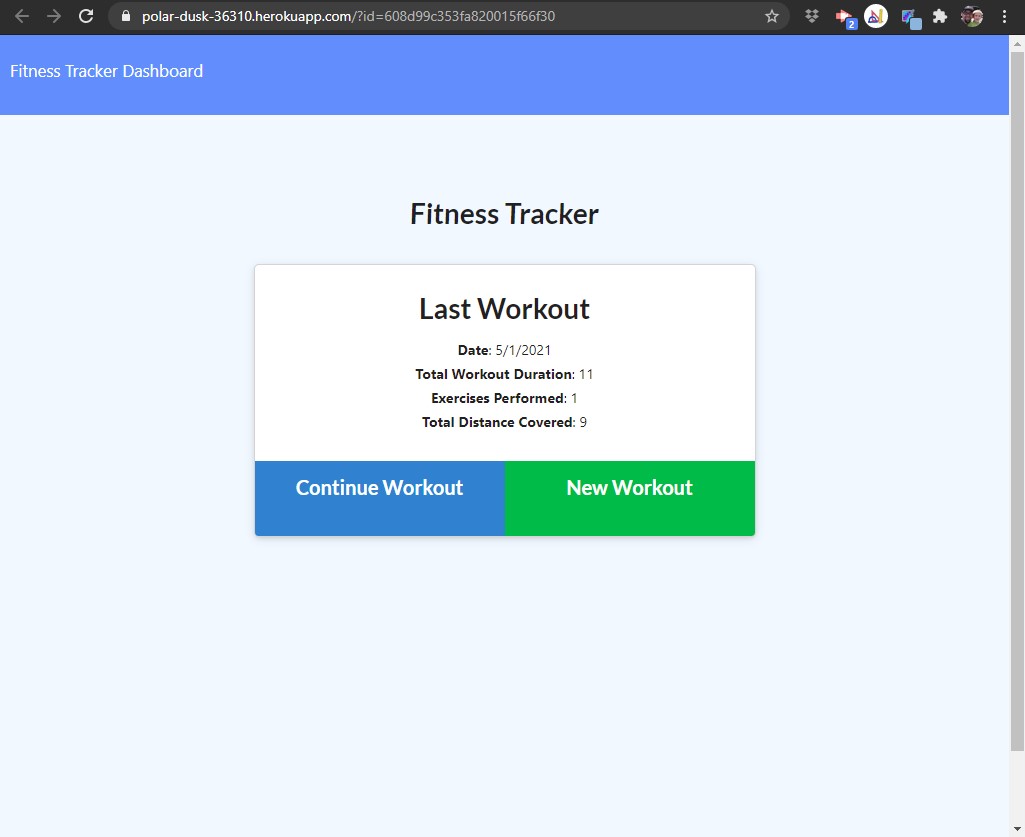 polar-dusk-36310.herokuapp.com/?id=608d99c353fa820015f66f30
2
Fitness Tracker Dashboard
Fitness Tracker
Last Workout
Date: 5/1/2021
Total Workout Duration: 11
Exercises Performed: 1
Total Distance Covered: 9
Continue Workout New Workout